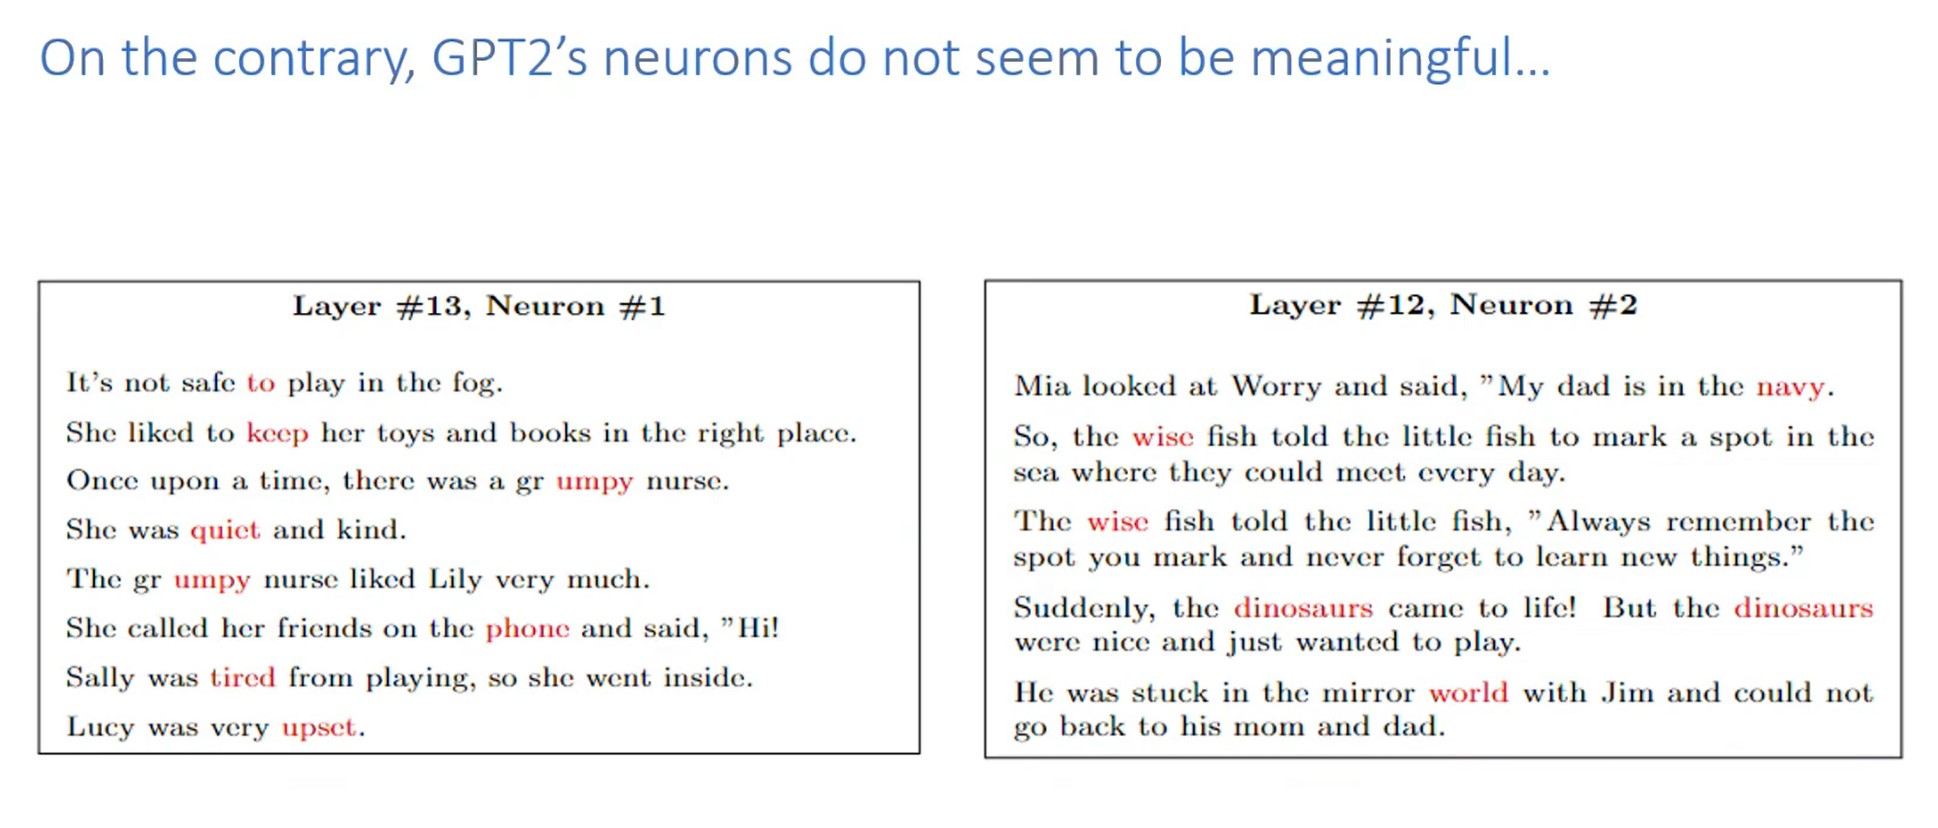 On the contrary, GPT2's neurons do not seem to be meaningful...
Layer #13, Neuron #1
It's not safe to play in the fog.
She liked to keep her toys and books in the right place.
Once upon a time, there was a gr umpy nurse.
She was quiet and kind.
The gr umpy nurse liked Lily very much.
She called her friends on the phone and said, ”Hi!
Sally was tired from playing, so she went inside.
Lucy was very upset.
Layer #12, Neuron #2
Mia looked at Worry and said, ”My dad is in the navy.
So, the wise fish told the little fish to mark a spot in the
sea where they could meet every day.
The wise fish told the little fish, ”Always remember the
spot you mark and never forget to learn new things.”
Suddenly, the dinosaurs came to life! But the dinosaurs
were nice and just wanted to play.
He was stuck in the mirror world with Jim and could not
go back to his mom and dad.